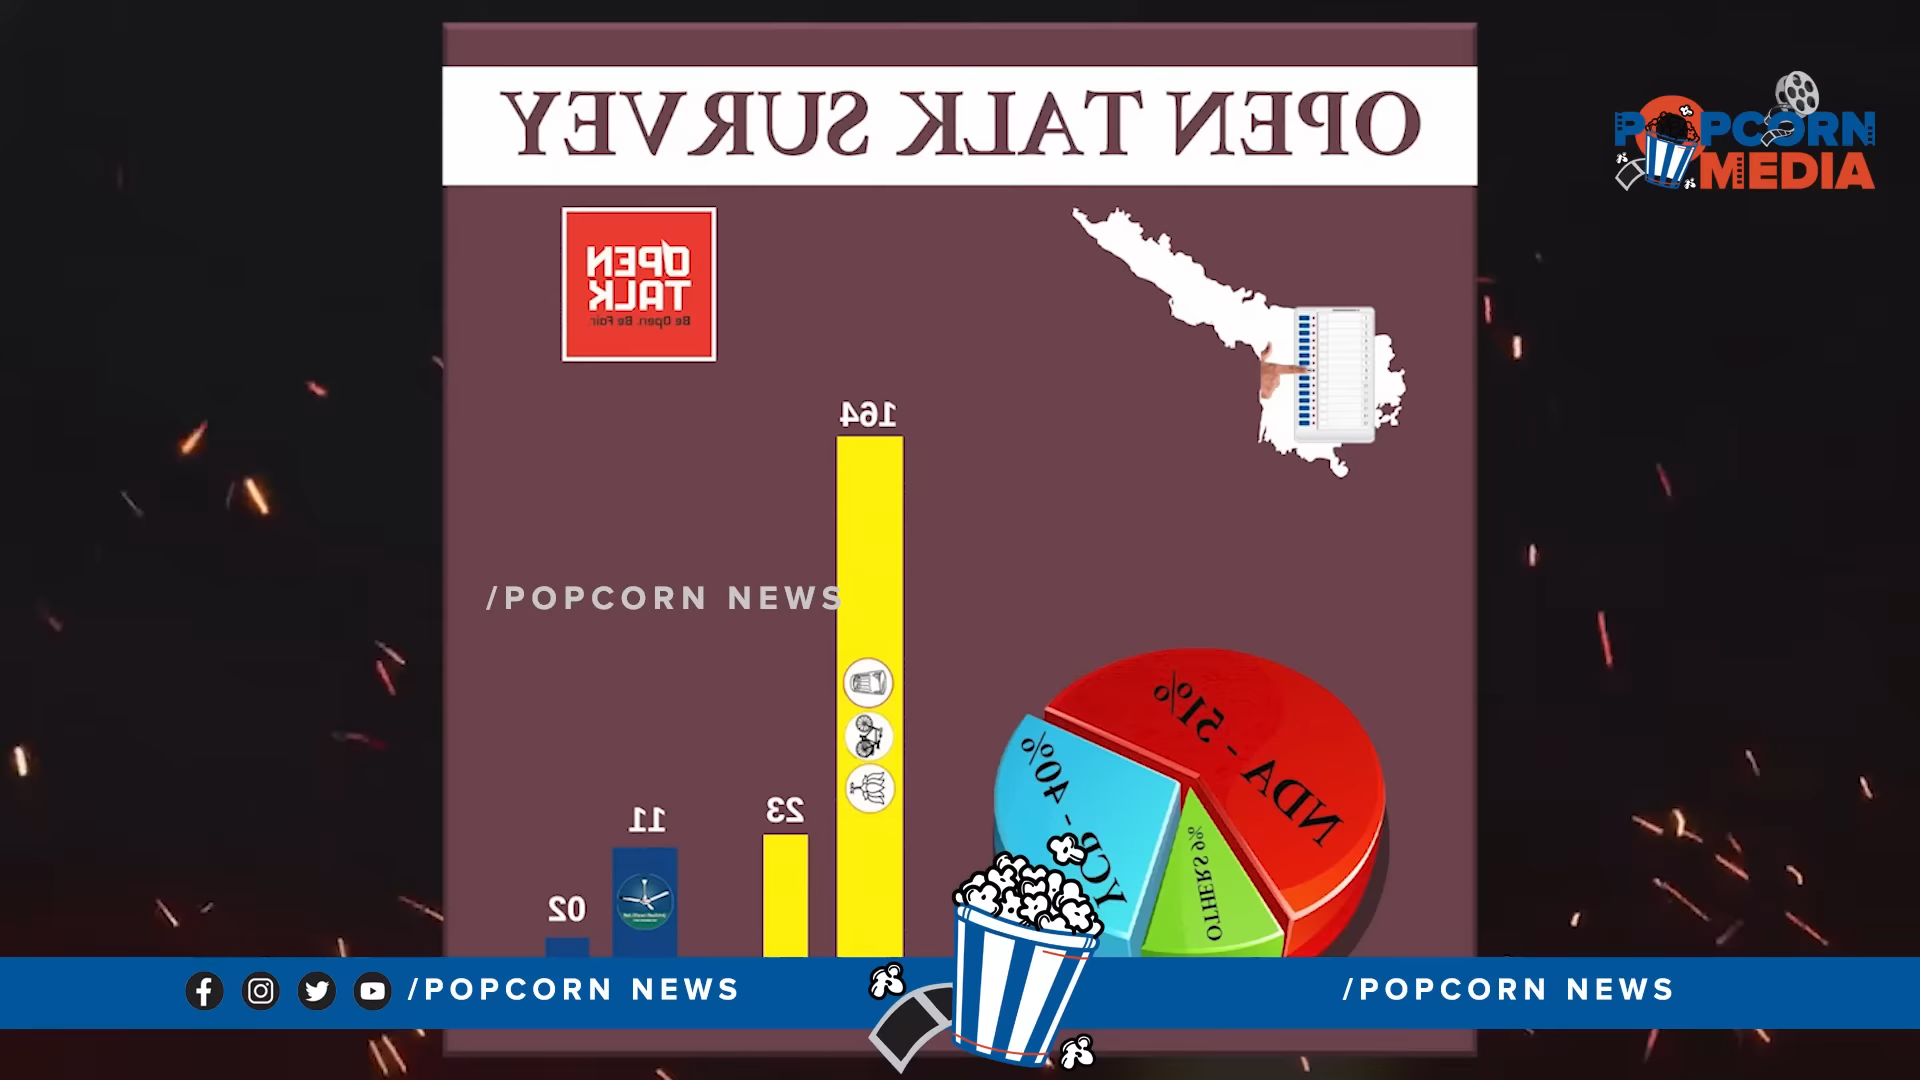 OPEN TALK SURVEY
POPCORN
MEDIA
OPEN
TALK
Be Open. Be Fair.
164
/POPCORN NEWS
NDA - 51%
YCP - 40%
OTHERS 9%
23
11
02
/POPCORN NEWS
/POPCORN NEWS